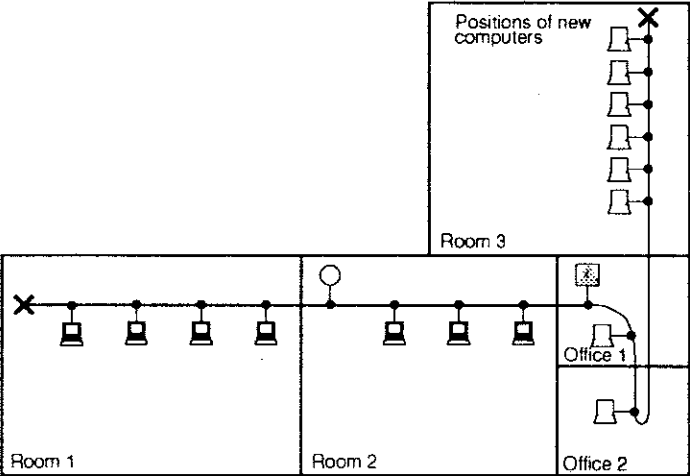 Positions of new
computers
Room 3
Office 1
Room 1
Room 2
Office 2